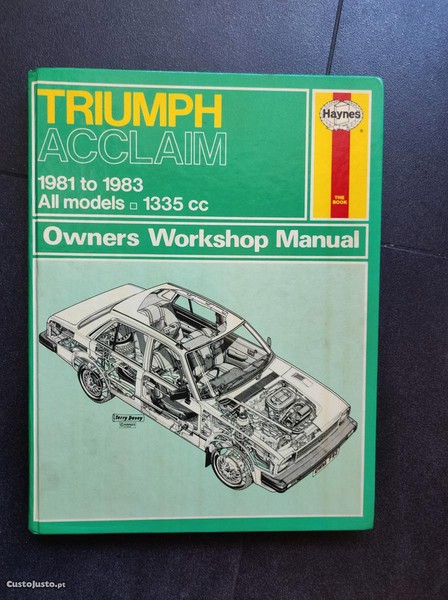 TRIUMPH
ACCLAIM
1981 to 1983
All models □ 1335 cc
Haynes
®
THE
BOOK
Owners Workshop Manual
Terry Davey
CustoJusto.pt